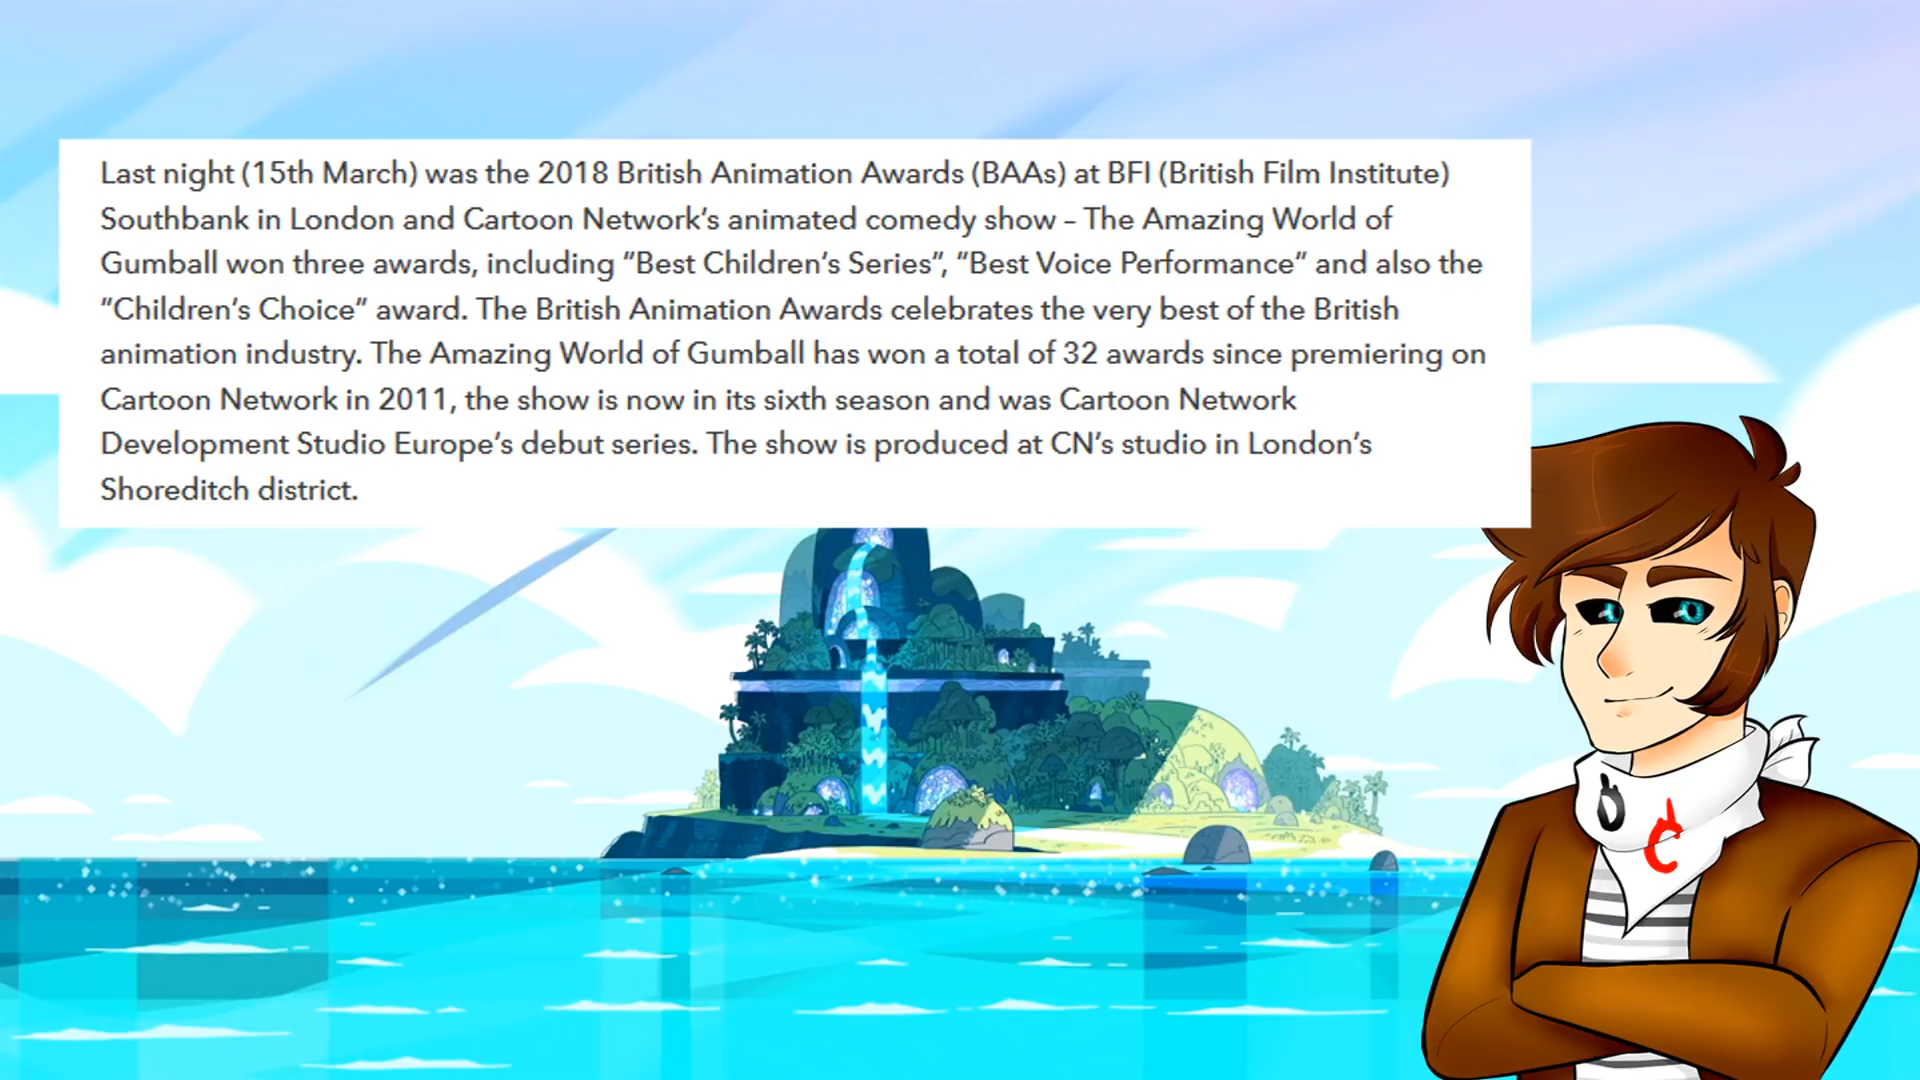 Last night (15th March) was the 2018 British Animation Awards (BAAs) at BFI (British Film Institute)
Southbank in London and Cartoon Network’s animated comedy show – The Amazing World of
Gumball won three awards, including “Best Children’s Series”, “Best Voice Performance” and also the
“Children’s Choice” award. The British Animation Awards celebrates the very best of the British
animation industry. The Amazing World of Gumball has won a total of 32 awards since premiering on
Cartoon Network in 2011, the show is now in its sixth season and was Cartoon Network
Development Studio Europe’s debut series. The show is produced at CN’s studio in London’s
Shoreditch district.